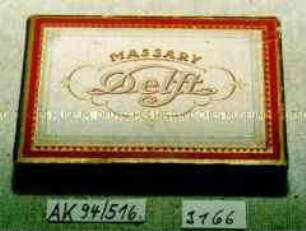 MASSARY
Delft
AK 94/516.
3166